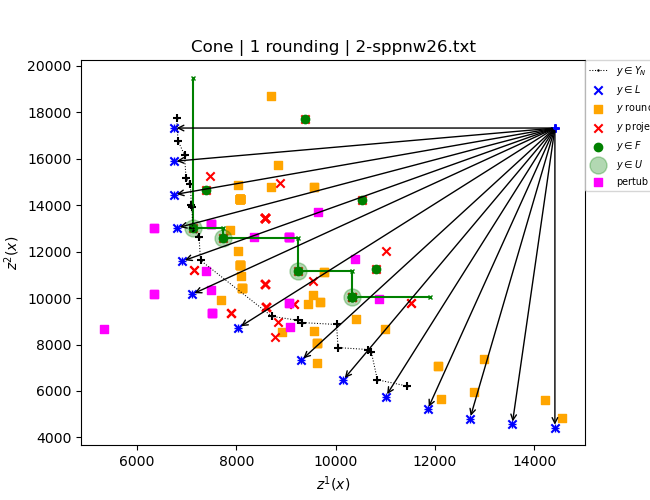 Cone | 1 rounding | 2-sppnw26.txt
20000
18000
16000
14000
12000
10000
8000
6000
4000
z²(x)
6000 8000 10000 12000 14000
z¹(x)
y ∈ Y_N
y ∈ L
y roun
y proje
y ∈ F
y ∈ U
pertub